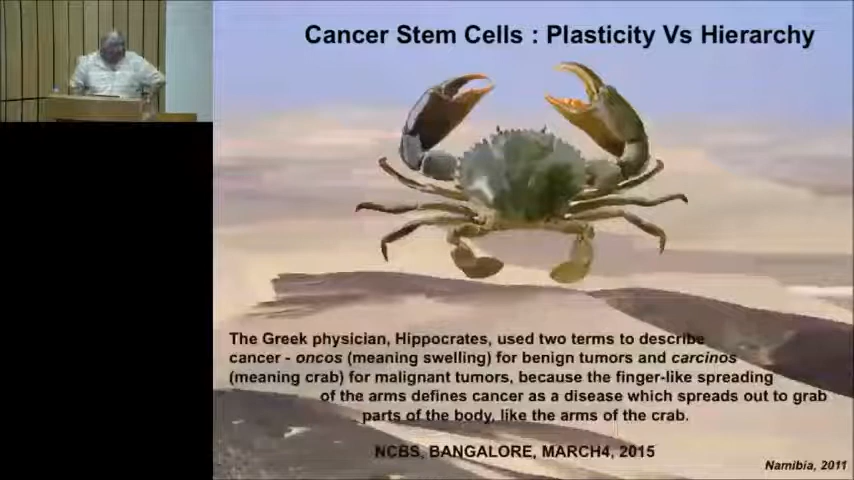 Cancer Stem Cells : Plasticity Vs Hierarchy
The Greek physician, Hippocrates, used two terms to describe
cancer - oncos (meaning swelling) for benign tumors and carcinos
(meaning crab) for malignant tumors, because the finger-like spreading
of the arms defines cancer as a disease which spreads out to grab
parts of the body, like the arms of the crab.
NCBS, BANGALORE, MARCH4, 2015
Namibia, 2011